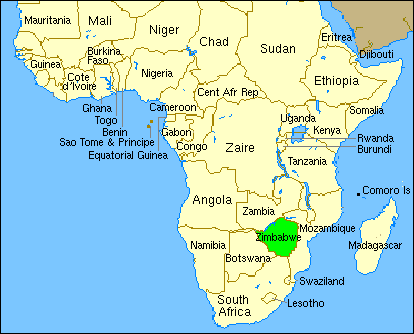 Mauritania
Mali
Niger
Chad
Sudan
Eritrea
Djibouti
Guinea
Burkina
Faso
Cote
d'Ivoire
Nigeria
Ethiopia
Cent Afr Rep
Somalia
Ghana
Togo
Benin
Sao Tome & Principe
Equatorial Guinea
Cameroon
Gabon
Congo
Uganda
Kenya
Zaire
Rwanda
Burundi
Tanzania
Comoro Is
Angola
Zambia
Mozambique
Zimbabwe
Madagascar
Namibia
Botswana
Swaziland
South
Africa
Lesotho